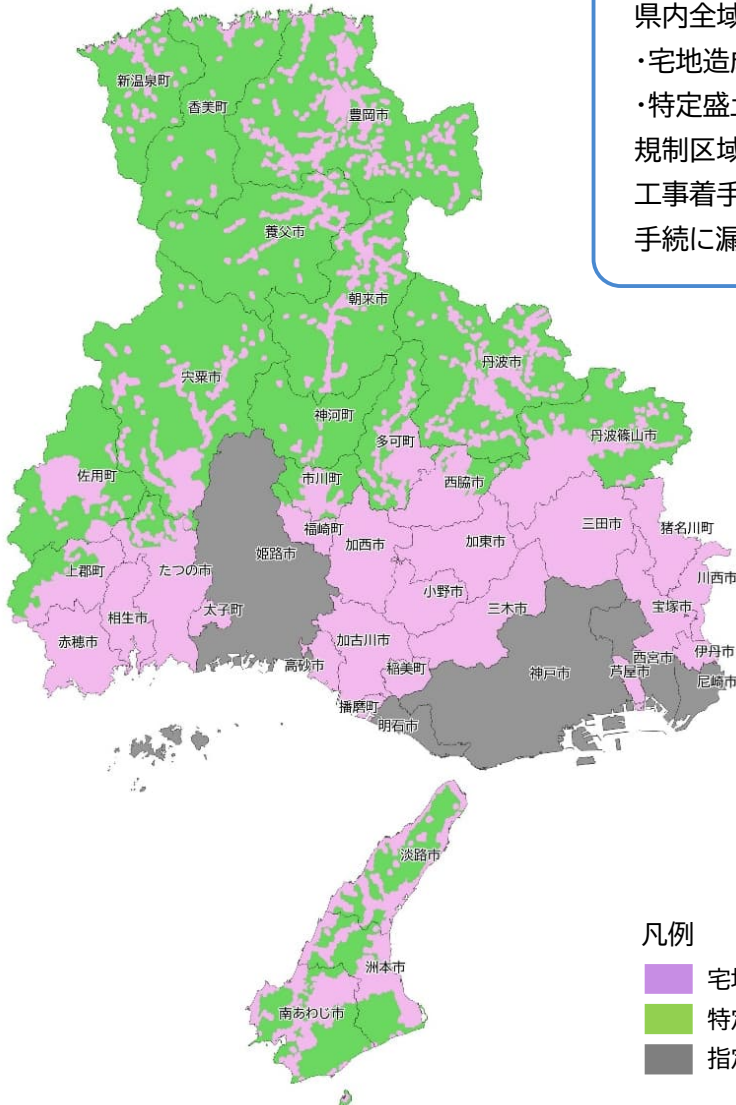 県内全域
・宅地造成
・特定盛土
規制区域
工事着手
手続に漏
新温泉町
香美町
豊岡市
養父市
朝来市
丹波市
宍粟市
神河町
多可町
丹波篠山市
佐用町
市川町
西脇市
福崎町
加西市
加東市
三田市
猪名川町
姫路市
上郡町
たつの市
川西市
小野市
三木市
宝塚市
相生市
太子町
赤穂市
加古川市
伊丹市
高砂市
稲美町
神戸市
芦屋市
西宮市
尼崎市
播磨町
明石市
淡路市
洲本市
南あわじ市
凡例
宅地
特定
指定